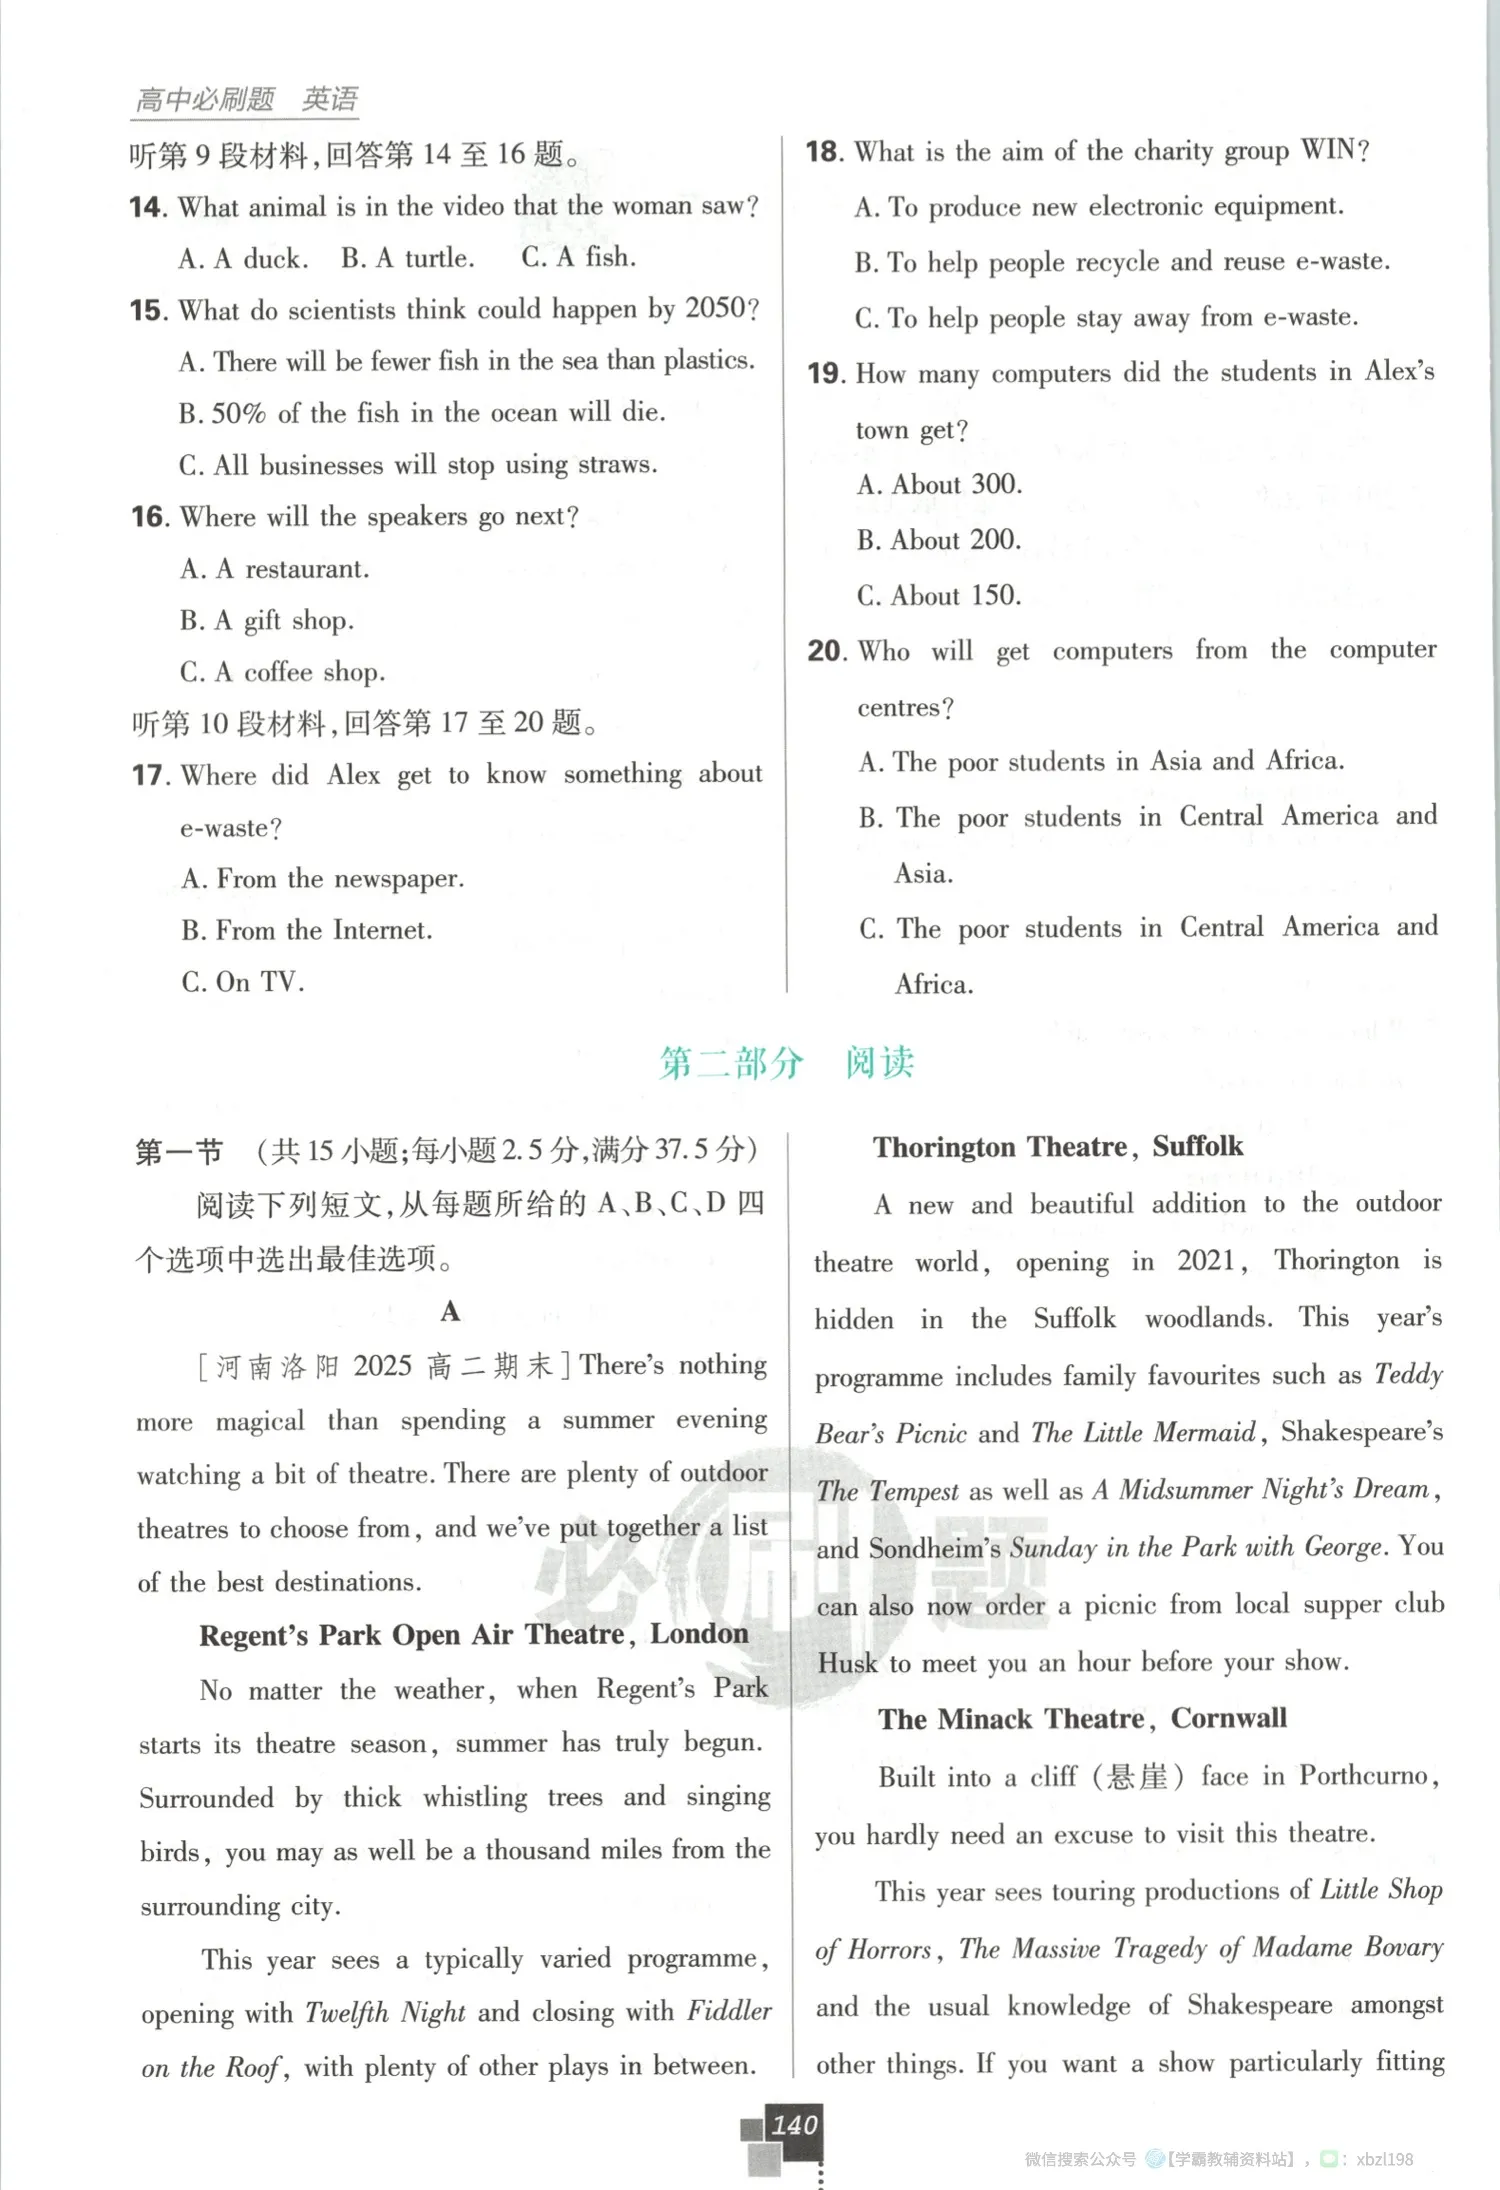 高中必刷题 英语
听第9段材料,回答第14至16题。
14. What animal is in the video that the woman saw?
A. A duck. B. A turtle. C. A fish.
15. What do scientists think could happen by 2050?
A. There will be fewer fish in the sea than plastics.
B. 50% of the fish in the ocean will die.
C. All businesses will stop using straws.
16. Where will the speakers go next?
A. A restaurant.
B. A gift shop.
C. A coffee shop.
听第10段材料,回答第17至20题。
17. Where did Alex get to know something about
e-waste?
A. From the newspaper.
B. From the Internet.
C. On TV.
18. What is the aim of the charity group WIN?
A. To produce new electronic equipment.
B. To help people recycle and reuse e-waste.
C. To help people stay away from e-waste.
19. How many computers did the students in Alex's
town get?
A. About 300.
B. About 200.
C. About 150.
20. Who will get computers from the computer
centres?
A. The poor students in Asia and Africa.
B. The poor students in Central America and
Asia.
C. The poor students in Central America and
Africa.
第二部分 阅读
第一节 (共15小题;每小题2.5分,满分37.5分)
阅读下列短文,从每题所给的A、B、C、D四
个选项中选出最佳选项。
A
[河南洛阳2025高二期末]There's nothing
more magical than spending a summer evening
watching a bit of theatre. There are plenty of outdoor
theatres to choose from, and we've put together a list
of the best destinations.
Regent's Park Open Air Theatre, London
No matter the weather, when Regent's Park
starts its theatre season, summer has truly begun.
Surrounded by thick whistling trees and singing
birds, you may as well be a thousand miles from the
surrounding city.
This year sees a typically varied programme,
opening with Twelfth Night and closing with Fiddler
on the Roof, with plenty of other plays in between.
Thorington Theatre, Suffolk
A new and beautiful addition to the outdoor
theatre world, opening in 2021, Thorington is
hidden in the Suffolk woodlands. This year's
programme includes family favourites such as Teddy
Bear's Picnic and The Little Mermaid, Shakespeare's
The Tempest as well as A Midsummer Night's Dream,
and Sondheim's Sunday in the Park with George. You
can also now order a picnic from local supper club
Husk to meet you an hour before your show.
The Minack Theatre, Cornwall
Built into a cliff (悬崖) face in Porthcurno,
you hardly need an excuse to visit this theatre.
This year sees touring productions of Little Shop
of Horrors, The Massive Tragedy of Madame Bovary
and the usual knowledge of Shakespeare amongst
other things. If you want a show particularly fitting
必刷题
140
微信搜索公众号【学霸教辅资料站】,：xbzl198